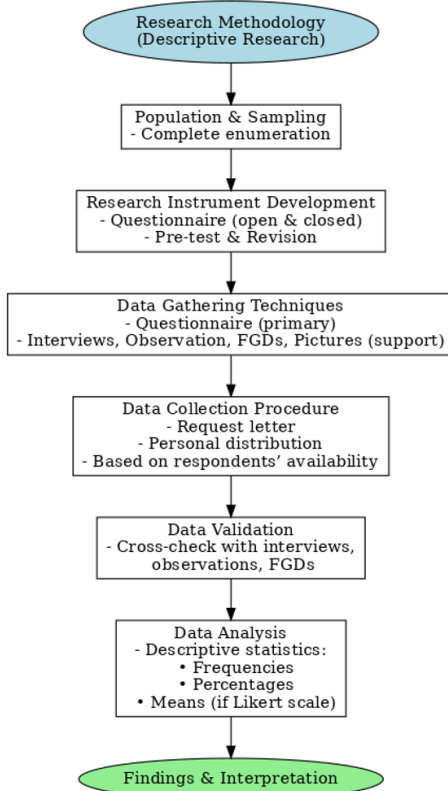 Research Methodology
(Descriptive Research)
Population & Sampling
- Complete enumeration
Research Instrument Development
- Questionnaire (open & closed)
- Pre-test & Revision
Data Gathering Techniques
- Questionnaire (primary)
- Interviews, Observation, FGDs, Pictures (support)
Data Collection Procedure
- Request letter
- Personal distribution
- Based on respondents’ availability
Data Validation
- Cross-check with interviews,
observations, FGDs
Data Analysis
- Descriptive statistics:
• Frequencies
• Percentages
• Means (if Likert scale)
Findings & Interpretation